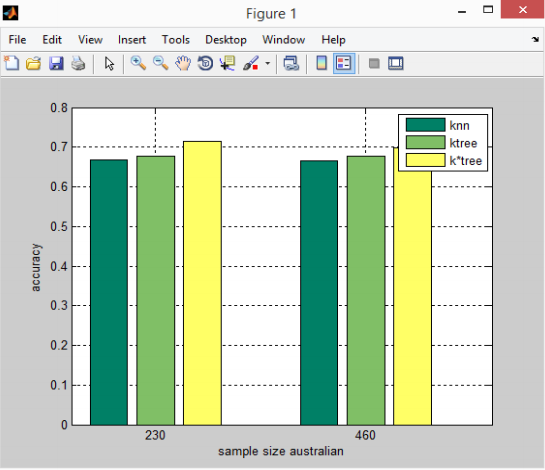 Figure 1
File Edit View Insert Tools Desktop Window Help
0.8
0.7
0.6
0.5
0.4
0.3
0.2
0.1
0
accuracy
knn
ktree
k*tree
230 460
sample size australian